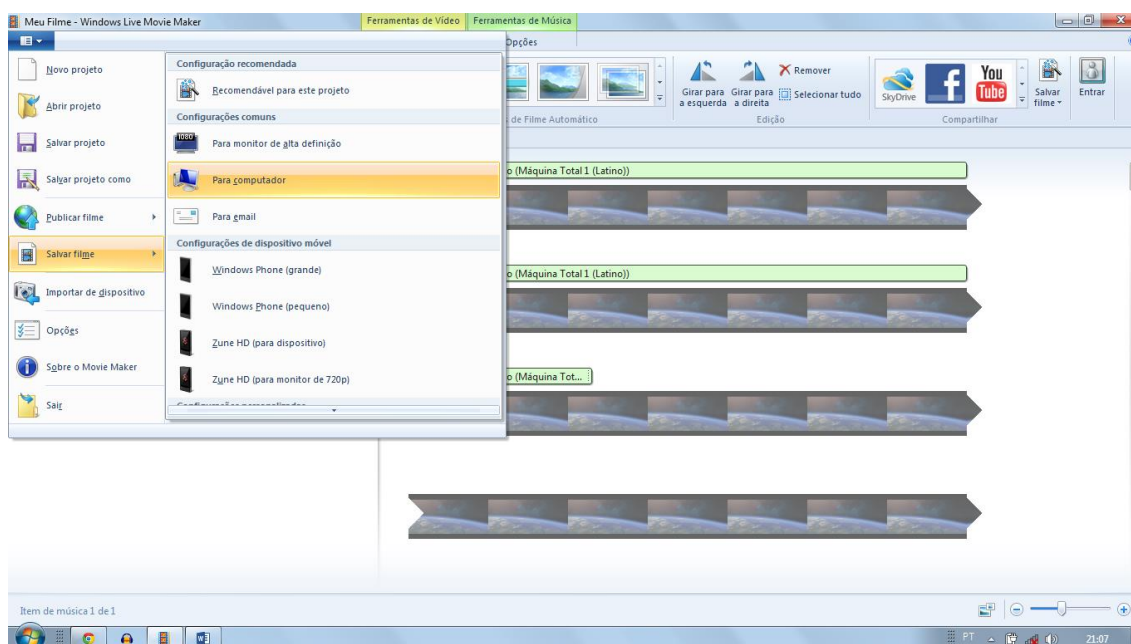 Meu Filme - Windows Live Movie Maker
Ferramentas de Vídeo
Ferramentas de Música
Opções
Novo projeto
Abrir projeto
Salvar projeto
Salvar projeto como
Publicar filme
Salvar filme
Importar de dispositivo
Opções
Sobre o Movie Maker
Sair
Configuração recomendada
Recomendável para este projeto
Configurações comuns
1080
Para monitor de alta definição
Para computador
Para email
Configurações de dispositivo móvel
Windows Phone (grande)
Windows Phone (pequeno)
Zune HD (para dispositivo)
Zune HD (para monitor de 720p)
Configurações personalizadas
de Filme Automático
Girar para a esquerda
Girar para a direita
Remover
Selecionar tudo
Edição
SkyDrive
f
You Tube
Compartilhar
Salvar filme
Entrar
o (Máquina Total 1 (Latino))
o (Máquina Total 1 (Latino))
o (Máquina Tot...
Item de música 1 de 1
PT
21:07